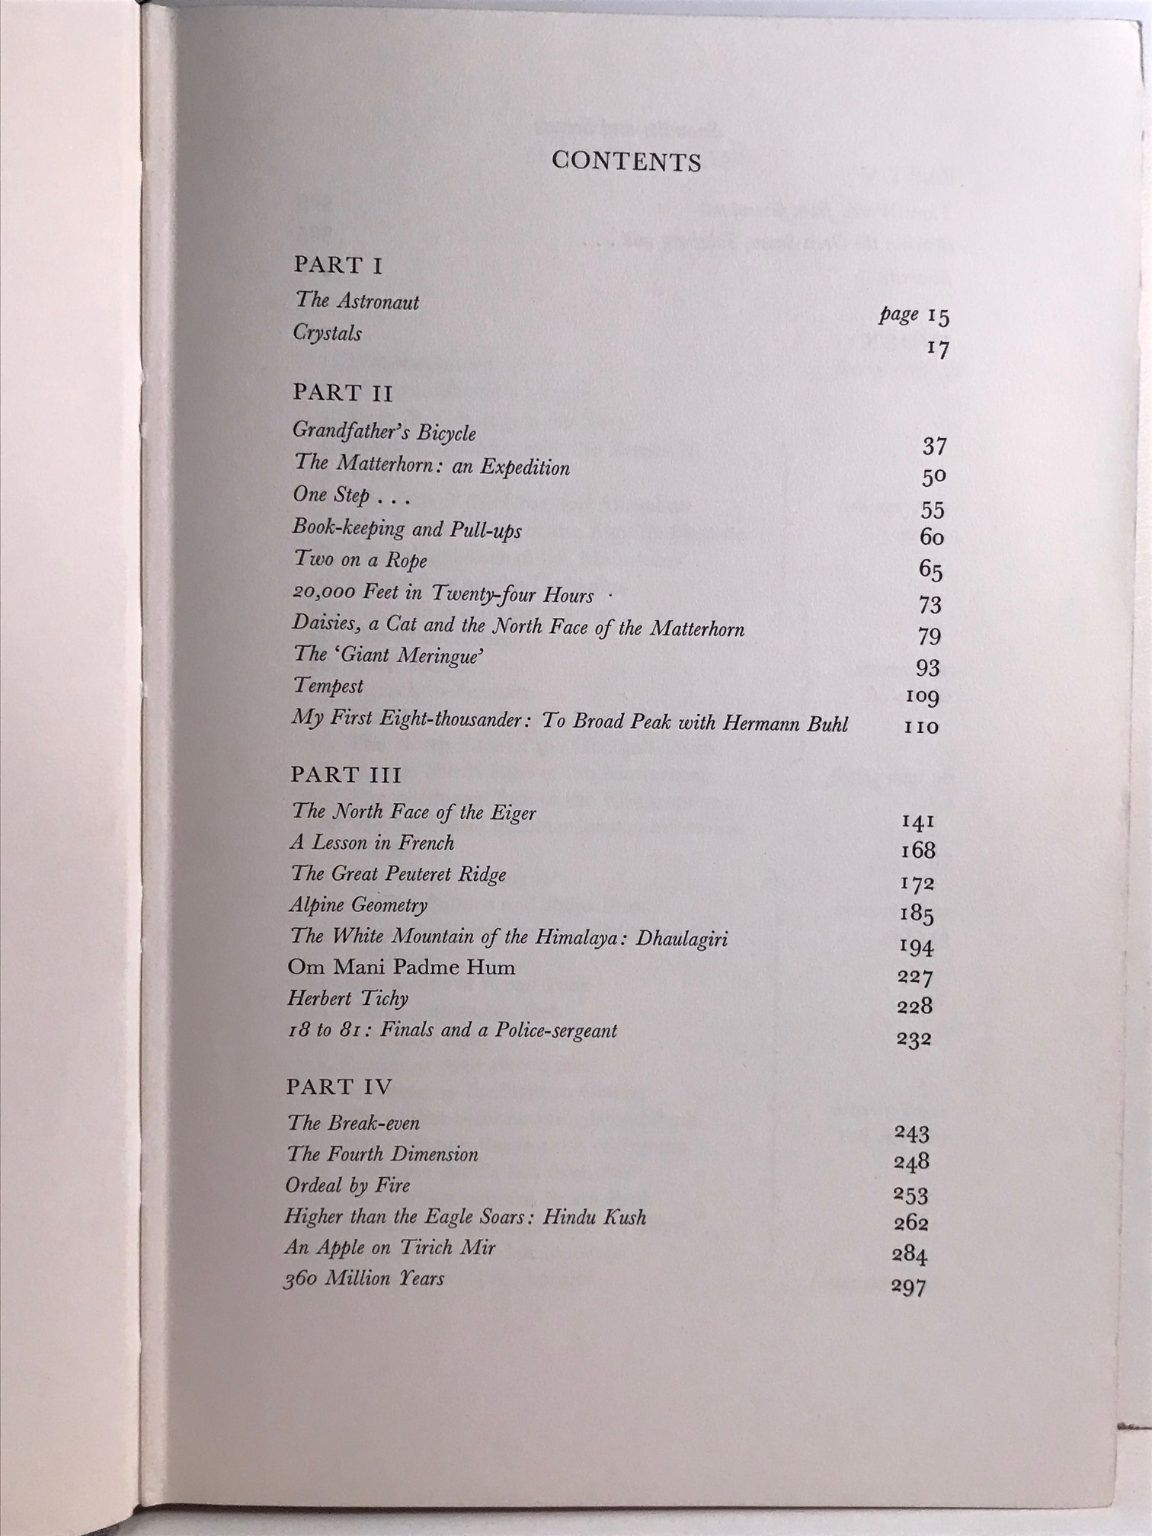 CONTENTS
PART I
The Astronaut page 15
Crystals 17
PART II
Grandfather's Bicycle 37
The Matterhorn: an Expedition 50
One Step . . . 55
Book-keeping and Pull-ups 60
Two on a Rope 65
20,000 Feet in Twenty-four Hours 73
Daisies, a Cat and the North Face of the Matterhorn 79
The ‘Giant Meringue’ 93
Tempest 109
My First Eight-thousander: To Broad Peak with Hermann Buhl 110
PART III
The North Face of the Eiger 141
A Lesson in French 168
The Great Peuteret Ridge 172
Alpine Geometry 185
The White Mountain of the Himalaya: Dhaulagiri 194
Om Mani Padme Hum 227
Herbert Tichy 228
18 to 81: Finals and a Police-sergeant 232
PART IV
The Break-even 243
The Fourth Dimension 248
Ordeal by Fire 253
Higher than the Eagle Soars: Hindu Kush 262
An Apple on Tirich Mir 284
360 Million Years 297